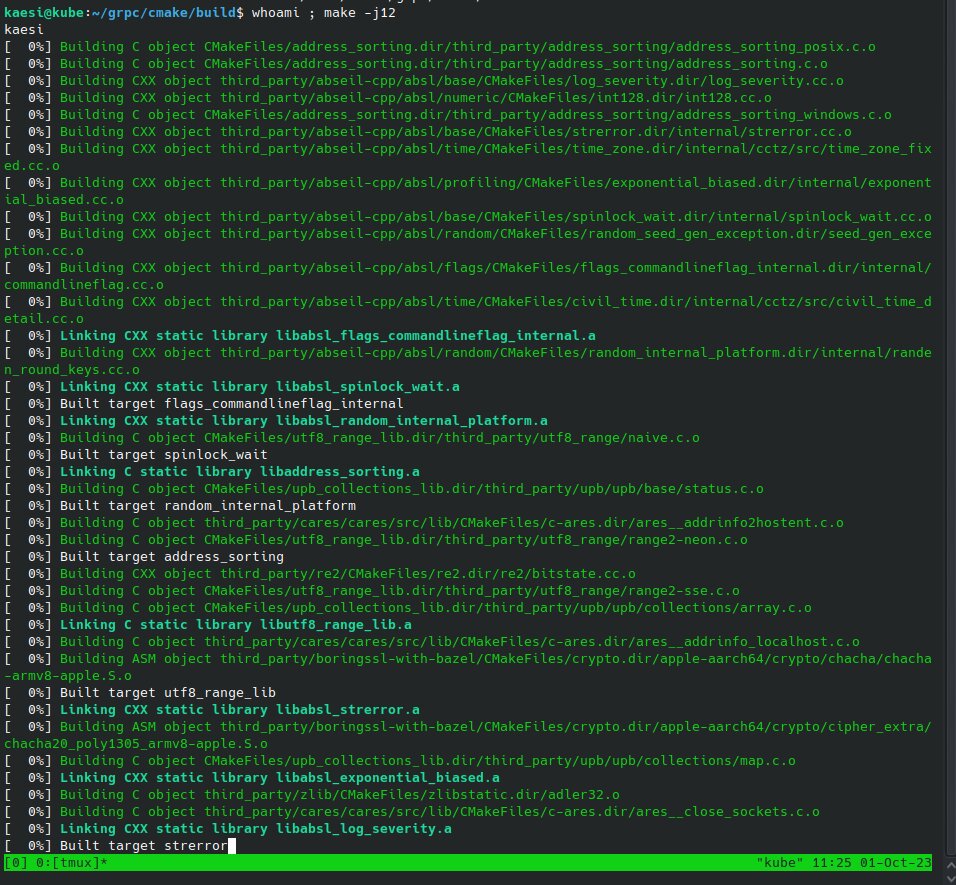 kaesi@kube:~/grpc/cmake/build$ whoami ; make -j12
kaesi
[  0%] Building C object CMakeFiles/address_sorting.dir/third_party/address_sorting/address_sorting_posix.c.o
[  0%] Building C object CMakeFiles/address_sorting.dir/third_party/address_sorting/address_sorting.c.o
[  0%] Building CXX object third_party/abseil-cpp/absl/base/CMakeFiles/log_severity.dir/log_severity.cc.o
[  0%] Building CXX object third_party/abseil-cpp/absl/numeric/CMakeFiles/int128.dir/int128.cc.o
[  0%] Building C object CMakeFiles/address_sorting.dir/third_party/address_sorting/address_sorting_windows.c.o
[  0%] Building CXX object third_party/abseil-cpp/absl/base/CMakeFiles/strerror.dir/internal/strerror.cc.o
[  0%] Building CXX object third_party/abseil-cpp/absl/time/CMakeFiles/time_zone.dir/internal/cctz/src/time_zone_fix
ed.cc.o
[  0%] Building CXX object third_party/abseil-cpp/absl/profiling/CMakeFiles/exponential_biased.dir/internal/exponent
ial_biased.cc.o
[  0%] Building CXX object third_party/abseil-cpp/absl/base/CMakeFiles/spinlock_wait.dir/internal/spinlock_wait.cc.o
[  0%] Building CXX object third_party/abseil-cpp/absl/random/CMakeFiles/random_seed_gen_exception.dir/seed_gen_exce
ption.cc.o
[  0%] Building CXX object third_party/abseil-cpp/absl/flags/CMakeFiles/flags_commandlineflag_internal.dir/internal/
commandlineflag.cc.o
[  0%] Building CXX object third_party/abseil-cpp/absl/time/CMakeFiles/civil_time.dir/internal/cctz/src/civil_time_d
etail.cc.o
[  0%] Linking CXX static library libabsl_flags_commandlineflag_internal.a
[  0%] Building CXX object third_party/abseil-cpp/absl/random/CMakeFiles/random_internal_platform.dir/internal/rande
n_round_keys.cc.o
[  0%] Linking CXX static library libabsl_spinlock_wait.a
[  0%] Built target flags_commandlineflag_internal
[  0%] Linking CXX static library libabsl_random_internal_platform.a
[  0%] Building C object CMakeFiles/utf8_range_lib.dir/third_party/utf8_range/naive.c.o
[  0%] Built target spinlock_wait
[  0%] Linking C static library libaddress_sorting.a
[  0%] Building C object CMakeFiles/upb_collections_lib.dir/third_party/upb/upb/base/status.c.o
[  0%] Built target random_internal_platform
[  0%] Building C object third_party/cares/cares/src/lib/CMakeFiles/c-ares.dir/ares__addrinfo2hostent.c.o
[  0%] Building C object CMakeFiles/utf8_range_lib.dir/third_party/utf8_range/range2-neon.c.o
[  0%] Built target address_sorting
[  0%] Building CXX object third_party/re2/CMakeFiles/re2.dir/re2/bitstate.cc.o
[  0%] Building C object CMakeFiles/utf8_range_lib.dir/third_party/utf8_range/range2-sse.c.o
[  0%] Building C object CMakeFiles/upb_collections_lib.dir/third_party/upb/upb/collections/array.c.o
[  0%] Linking C static library libutf8_range_lib.a
[  0%] Building C object third_party/cares/cares/src/lib/CMakeFiles/c-ares.dir/ares__addrinfo_localhost.c.o
[  0%] Building ASM object third_party/boringssl-with-bazel/CMakeFiles/crypto.dir/apple-aarch64/crypto/chacha/chacha
-armv8-apple.S.o
[  0%] Built target utf8_range_lib
[  0%] Linking CXX static library libabsl_strerror.a
[  0%] Building ASM object third_party/boringssl-with-bazel/CMakeFiles/crypto.dir/apple-aarch64/crypto/cipher_extra/
chacha20_poly1305_armv8-apple.S.o
[  0%] Building C object CMakeFiles/upb_collections_lib.dir/third_party/upb/upb/collections/map.c.o
[  0%] Linking CXX static library libabsl_exponential_biased.a
[  0%] Building C object third_party/zlib/CMakeFiles/zlibstatic.dir/adler32.o
[  0%] Building C object third_party/cares/cares/src/lib/CMakeFiles/c-ares.dir/ares__close_sockets.c.o
[  0%] Linking CXX static library libabsl_log_severity.a
[  0%] Built target strerror
[0] 0:[tmux]* "kube" 11:25 01-Oct-23